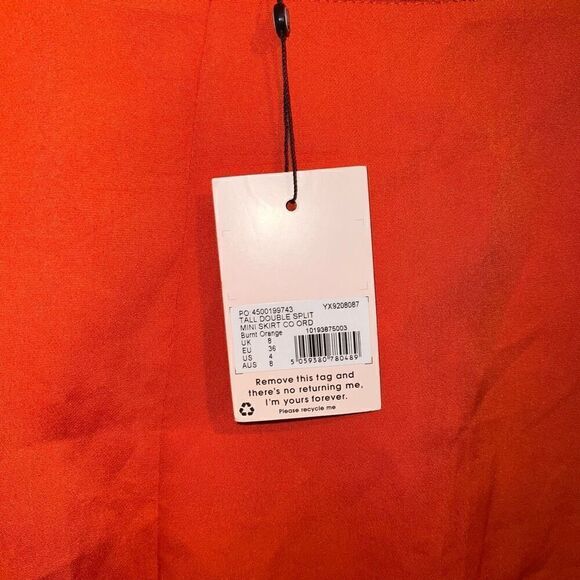 PO:4500199743 YX9208087
TALL DOUBLE SPLIT
MINI SKIRT CO ORD
Burnt Orange 10193875003
UK 8
EU 36
US 4
AUS 8
5 059380 780489
Remove this tag and
there's no returning me,
I'm yours forever.
Please recycle me